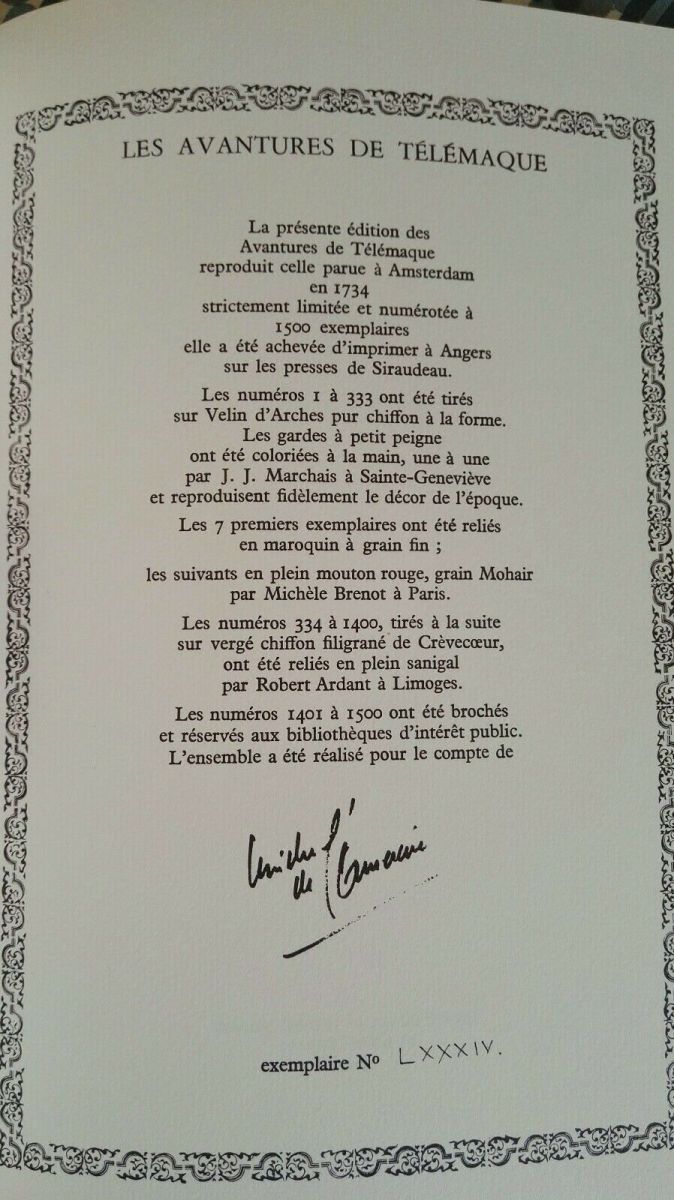 LES AVANTURES DE TÉLÉMAQUE
La présente édition des
Avantures de Télémaque
reproduit celle parue à Amsterdam
en 1734
strictement limitée et numérotée à
1500 exemplaires
elle a été achevée d'imprimer à Angers
sur les presses de Siraudeau.
Les numéros 1 à 333 ont été tirés
sur Velin d'Arches pur chiffon à la forme.
Les gardes à petit peigne
ont été coloriées à la main, une à une
par J. J. Marchais à Sainte-Geneviève
et reproduisent fidèlement le décor de l'époque.
Les 7 premiers exemplaires ont été reliés
en maroquin à grain fin ;
les suivants en plein mouton rouge, grain Mohair
par Michèle Brenot à Paris.
Les numéros 334 à 1400, tirés à la suite
sur vergé chiffon filigrané de Crèvecœur,
ont été reliés en plein sanigal
par Robert Ardant à Limoges.
Les numéros 1401 à 1500 ont été brochés
et réservés aux bibliothèques d'intérêt public.
L'ensemble a été réalisé pour le compte de
de
exemplaire Nº LXXXIV.